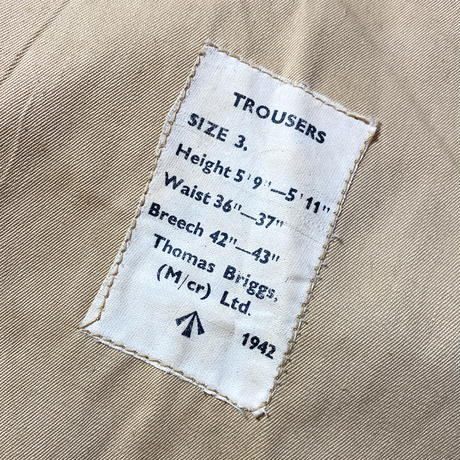 TROUSERS
SIZE 3.
Height 5'9"—5'11"
Waist 36"—37"
Breech 42"—43"
Thomas Briggs,
(M/cr) Ltd.
1942